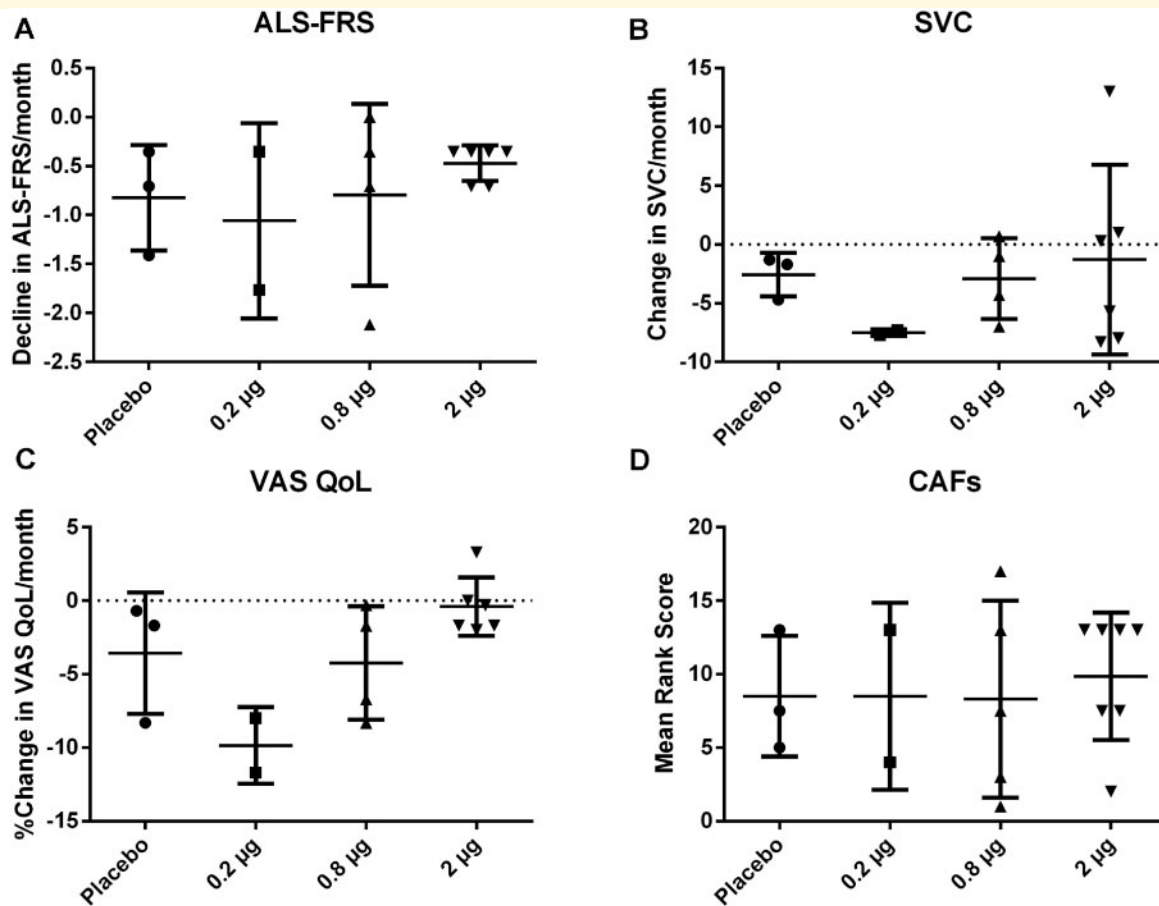 A
ALS-FRS
Decline in ALS-FRS/month
0.5
0.0
-0.5
-1.0
-1.5
-2.0
-2.5
Placebo
0.2 µg
0.8 µg
2 µg
B
SVC
Change in SVC/month
15
10
5
0
-5
-10
Placebo
0.2 µg
0.8 µg
2 µg
C
VAS QoL
%Change in VAS QoL/month
5
0
-5
-10
-15
Placebo
0.2 µg
0.8 µg
2 µg
D
CAFs
Mean Rank Score
20
15
10
5
0
Placebo
0.2 µg
0.8 µg
2 µg